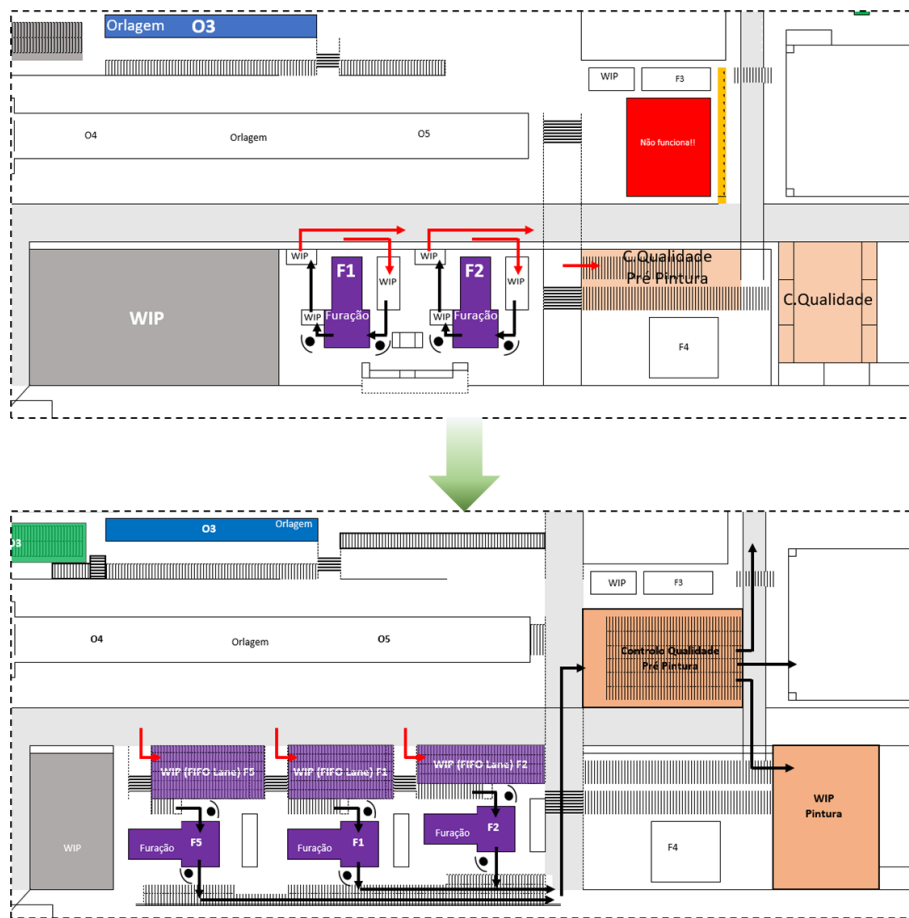 Orlagem O3
WIP
F3
O4
Orlagem
O5
Não funciona!!
WIP
F1
WIP
WIP
F2
WIP
C.Qualidade
Pré Pintura
C.Qualidade
WIP
WIP
Furação
WIP
Furação
F4
O3
Orlagem
O3
WIP
F3
O4
Orlagem
O5
Controlo Qualidade
Pré Pintura
WIP (FIFO Lane) F5
WIP (FIFO Lane) F1
WIP (FIFO Lane) F2
WIP
Pintura
WIP
Furação
F5
Furação
F1
Furação
F2
F4